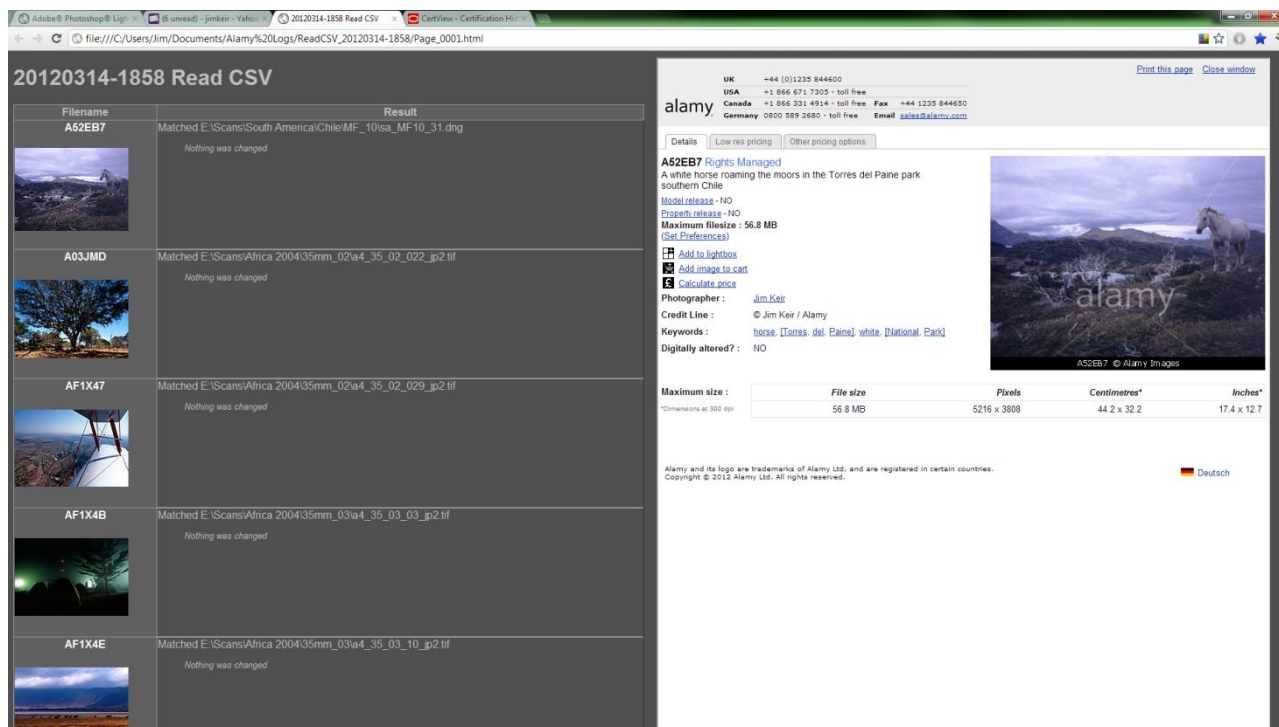 Adobe® Photoshop® Ligh
(6 unread) - jimkeir - Yahoo
20120314-1858 Read CSV
CertView - Certification His
file:///C:/Users/Jim/Documents/Alamy%20Logs/ReadCSV_20120314-1858/Page_0001.html
20120314-1858 Read CSV
Filename Result
A52EB7 Matched E:\Scans\South America\Chile\MF_10\sa_MF10_31.dng
Nothing was changed
A03JMD Matched E:\Scans\Africa 2004\35mm_02\a4_35_02_022_jp2.tif
Nothing was changed
AF1X47 Matched E:\Scans\Africa 2004\35mm_02\a4_35_02_029_jp2.tif
Nothing was changed
AF1X4B Matched E:\Scans\Africa 2004\35mm_03\a4_35_03_03_jp2.tif
Nothing was changed
AF1X4E Matched E:\Scans\Africa 2004\35mm_03\a4_35_03_10_jp2.tif
Nothing was changed
Print this page Close window
alamy
UK +44 (0)1235 844600
USA +1 866 671 7305 - toll free
Canada +1 866 331 4914 - toll free Fax +44 1235 844650
Germany 0800 589 2680 - toll free Email sales@alamy.com
Details Low res pricing Other pricing options
A52EB7 Rights Managed
A white horse roaming the moors in the Torres del Paine park
southern Chile
Model release - NO
Property release - NO
Maximum filesize : 56.8 MB
(Set Preferences)
Add to lightbox
Add image to cart
£ Calculate price
Photographer : Jim Keir
Credit Line : © Jim Keir / Alamy
Keywords : horse, [Torres, del, Paine], white, [National, Park]
Digitally altered? : NO
alamy
A52EB7 © Alamy Images
Maximum size : File size Pixels Centimetres* Inches*
*Dimensions at 300 dpi 56.8 MB 5216 x 3808 44.2 x 32.2 17.4 x 12.7
Alamy and its logo are trademarks of Alamy Ltd. and are registered in certain countries.
Copyright © 2012 Alamy Ltd. All rights reserved.
Deutsch